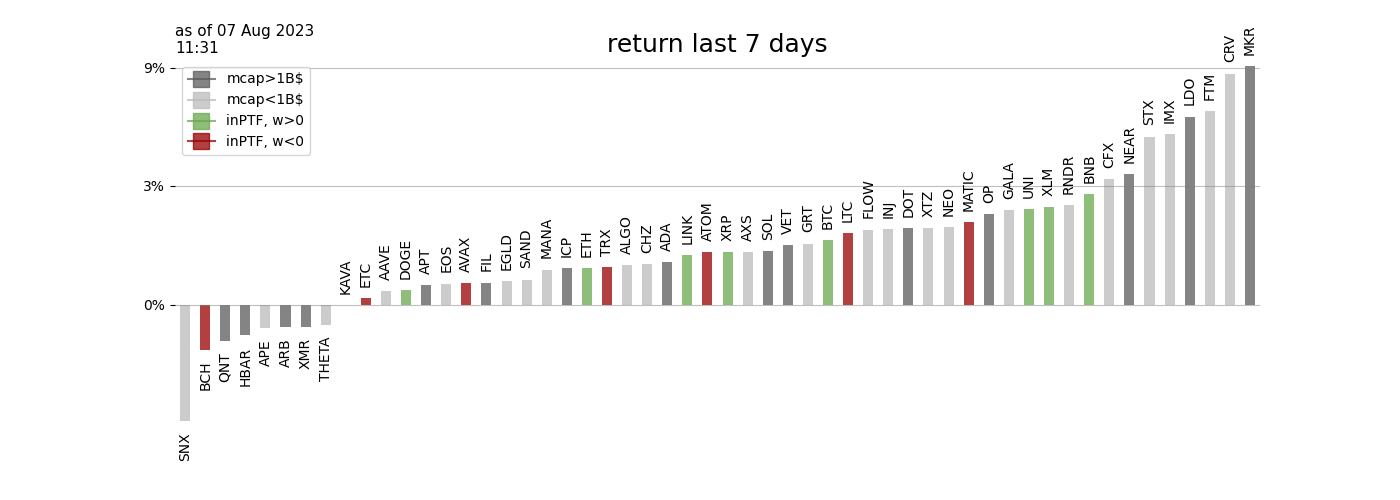 as of 07 Aug 2023
11:31
return last 7 days
9%
3%
0%
mcap>1B$
mcap<1B$
inPTF, w>0
inPTF, w<0
SNX
BCH
QNT
HBAR
APE
ARB
XMR
THETA
KAVA
ETC
AAVE
DOGE
APT
EOS
AVAX
FIL
EGLD
SAND
MANA
ICP
ETH
TRX
ALGO
CHZ
ADA
LINK
ATOM
XRP
AXS
SOL
VET
GRT
BTC
LTC
FLOW
INJ
DOT
XTZ
NEO
MATIC
OP
GALA
UNI
XLM
RNDR
BNB
CFX
NEAR
STX
IMX
LDO
FTM
CRV
MKR